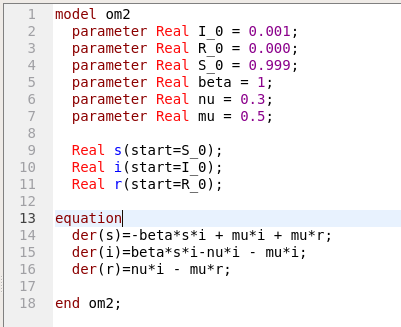 1 model om2
2   parameter Real I_0 = 0.001;
3   parameter Real R_0 = 0.000;
4   parameter Real S_0 = 0.999;
5   parameter Real beta = 1;
6   parameter Real nu = 0.3;
7   parameter Real mu = 0.5;
8
9   Real s(start=S_0);
10   Real i(start=I_0);
11   Real r(start=R_0);
12
13 equation
14   der(s)=-beta*s*i + mu*i + mu*r;
15   der(i)=beta*s*i-nu*i - mu*i;
16   der(r)=nu*i - mu*r;
17
18 end om2;